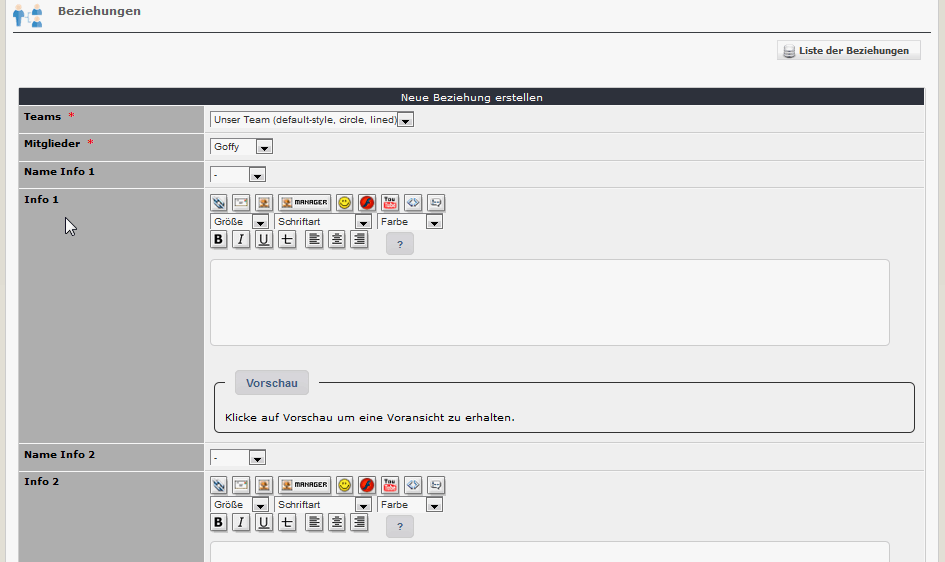 Beziehungen
Liste der Beziehungen
Neue Beziehung erstellen
Teams *
Unser Team (default-style, circle, lined)
Mitglieder *
Goffy
Name Info 1
-
Info 1
MANAGER
You Tube
Größe Schriftart Farbe
B I U t ?
Vorschau
Klicke auf Vorschau um eine Voransicht zu erhalten.
Name Info 2
-
Info 2
MANAGER
You Tube
Größe Schriftart Farbe
B I U t ?